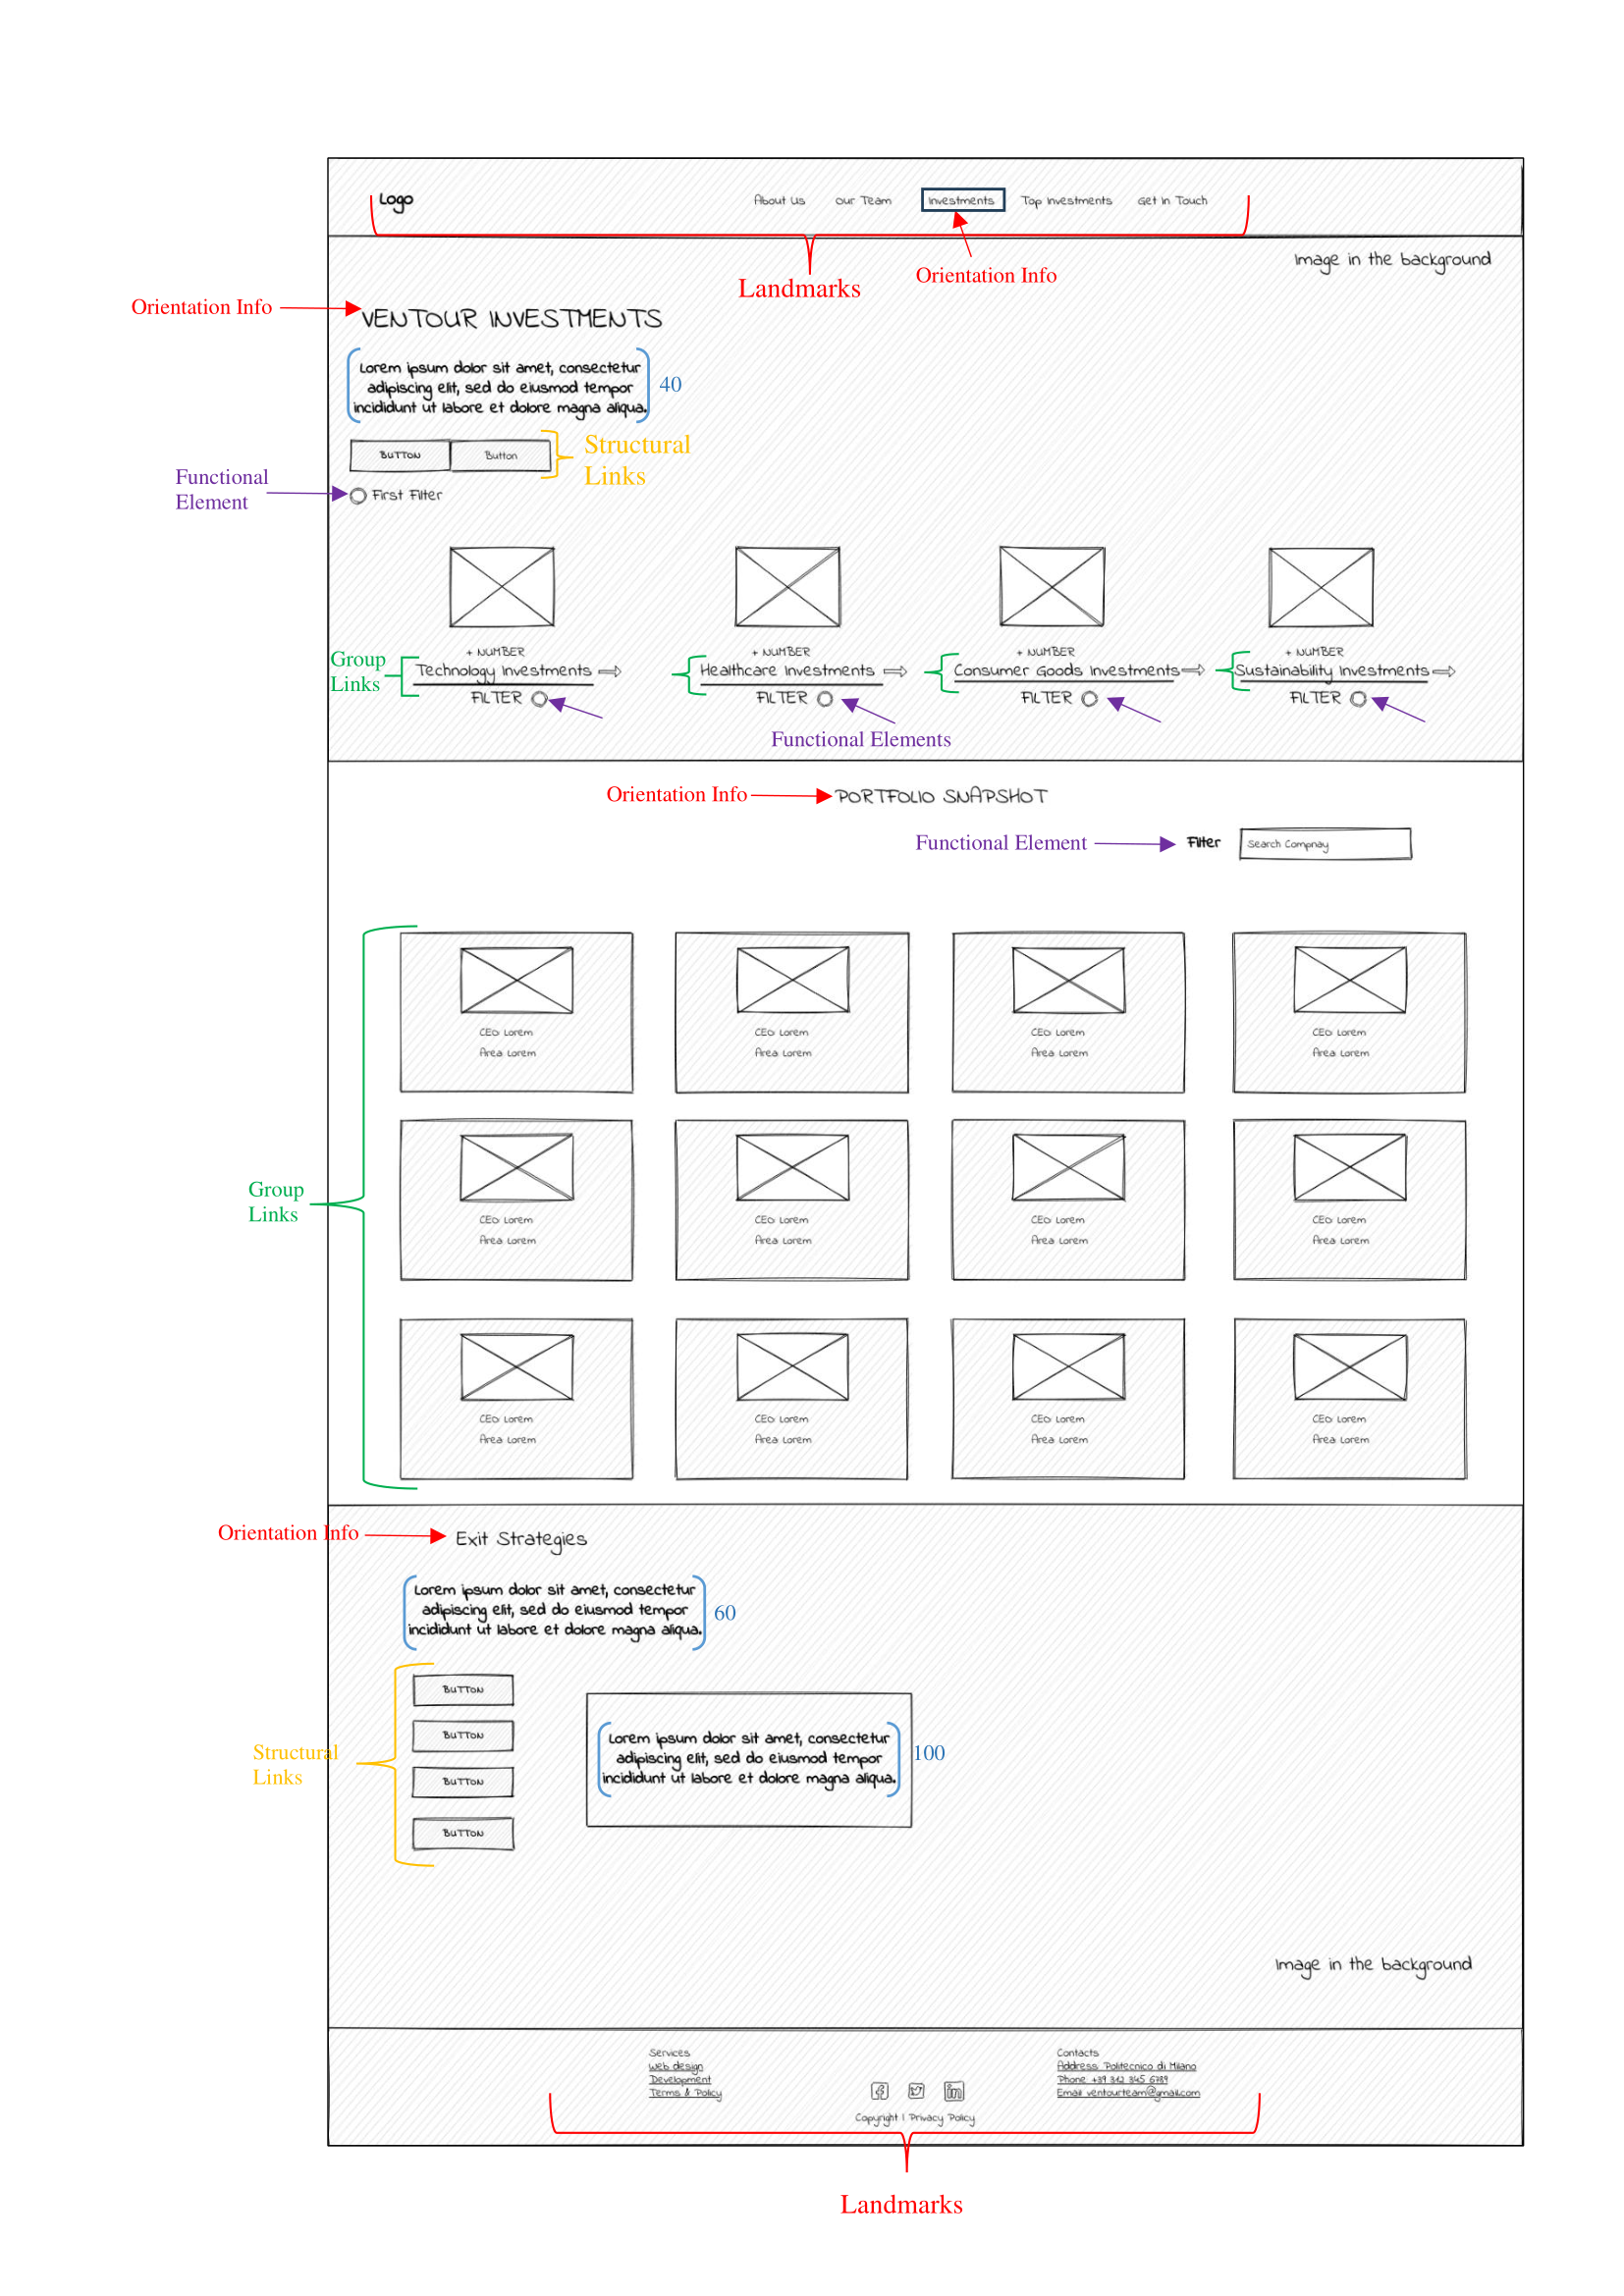 Logo
About Us
Our Team
Investments
Top Investments
Get In Touch
Image in the background
Landmarks
Orientation Info
Orientation Info
VENTOUR INVESTMENTS
Lorem ipsum dolor sit amet, consectetur
adipiscing elit, sed do eiusmod tempor
incididunt ut labore et dolore magna aliqua.
40
BUTTON
Button
Structural
Links
Functional
Element
First Filter
Group
Links
+ NUMBER
Technology Investments
FILTER
+ NUMBER
Healthcare Investments
FILTER
+ NUMBER
Consumer Goods Investments
FILTER
+ NUMBER
Sustainability Investments
FILTER
Functional Elements
Orientation Info
PORTFOLIO SNAPSHOT
Functional Element
Filter
Search Compnay
CEO: Lorem
Area: Lorem
CEO: Lorem
Area: Lorem
CEO: Lorem
Area: Lorem
CEO: Lorem
Area: Lorem
Group
Links
CEO: Lorem
Area: Lorem
CEO: Lorem
Area: Lorem
CEO: Lorem
Area: Lorem
CEO: Lorem
Area: Lorem
CEO: Lorem
Area: Lorem
CEO: Lorem
Area: Lorem
CEO: Lorem
Area: Lorem
CEO: Lorem
Area: Lorem
Orientation Info
Exit Strategies
Lorem ipsum dolor sit amet, consectetur
adipiscing elit, sed do eiusmod tempor
incididunt ut labore et dolore magna aliqua.
60
Structural
Links
BUTTON
BUTTON
BUTTON
BUTTON
Lorem ipsum dolor sit amet, consectetur
adipiscing elit, sed do eiusmod tempor
incididunt ut labore et dolore magna aliqua.
100
Image in the background
Services
Web design
Development
Terms & Policy
Copyright | Privacy Policy
Contacts
Address: Politecnico di Milano
Phone: +39 312 345 6789
Email: ventourteam@gmail.com
Landmarks